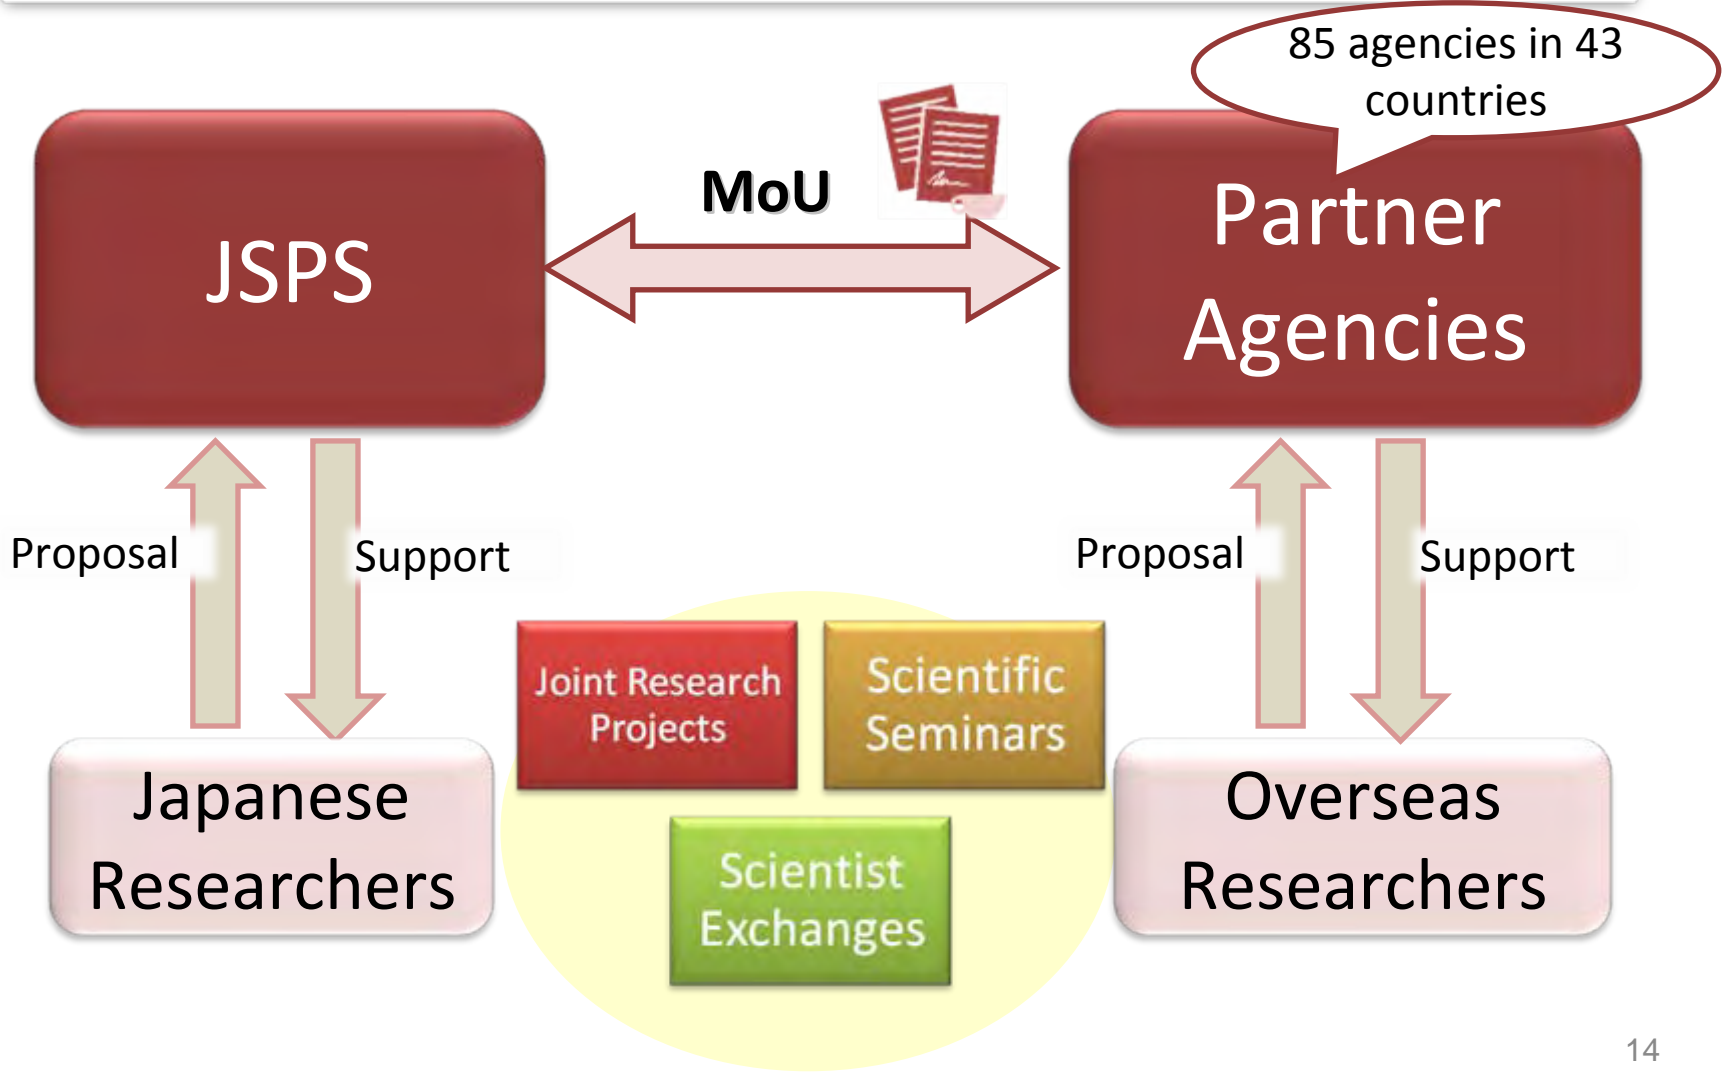 85 agencies in 43
countries
MoU
JSPS
Partner
Agencies
Proposal
Support
Proposal
Support
Joint Research
Projects
Scientific
Seminars
Scientist
Exchanges
Japanese
Researchers
Overseas
Researchers
14